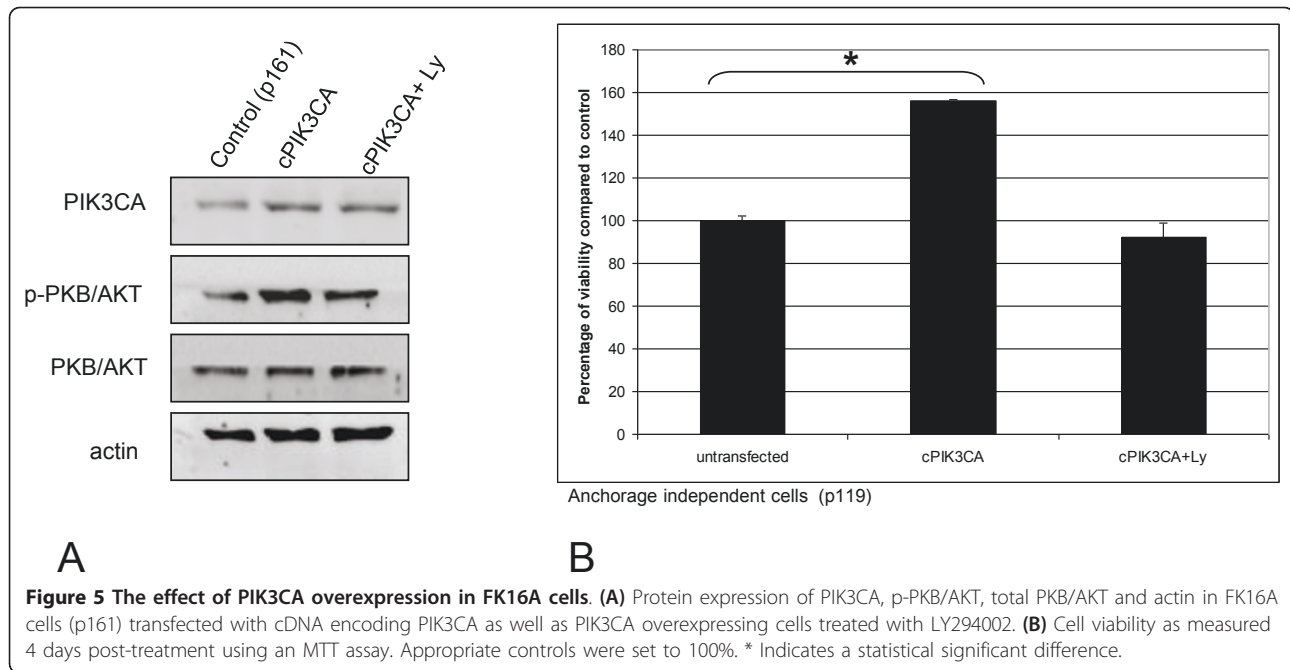 Control (p161)
cPIK3CA
cPIK3CA+ Ly
PIK3CA
p-PKB/AKT
PKB/AKT
actin
A
Percentage of viability compared to control
180
160
140
120
100
80
60
40
20
0
*
untransfected
cPIK3CA
cPIK3CA+Ly
Anchorage independent cells (p119)
B
Figure 5 The effect of PIK3CA overexpression in FK16A cells. (A) Protein expression of PIK3CA, p-PKB/AKT, total PKB/AKT and actin in FK16A
cells (p161) transfected with cDNA encoding PIK3CA as well as PIK3CA overexpressing cells treated with LY294002. (B) Cell viability as measured
4 days post-treatment using an MTT assay. Appropriate controls were set to 100%. * Indicates a statistical significant difference.